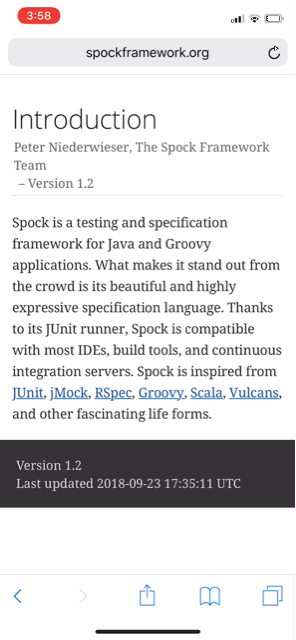 3:58
spockframework.org
Introduction
Peter Niederwieser, The Spock Framework
Team
– Version 1.2
Spock is a testing and specification
framework for Java and Groovy
applications. What makes it stand out from
the crowd is its beautiful and highly
expressive specification language. Thanks
to its JUnit runner, Spock is compatible
with most IDEs, build tools, and continuous
integration servers. Spock is inspired from
JUnit, jMock, RSpec, Groovy, Scala, Vulcans,
and other fascinating life forms.
Version 1.2
Last updated 2018-09-23 17:35:11 UTC